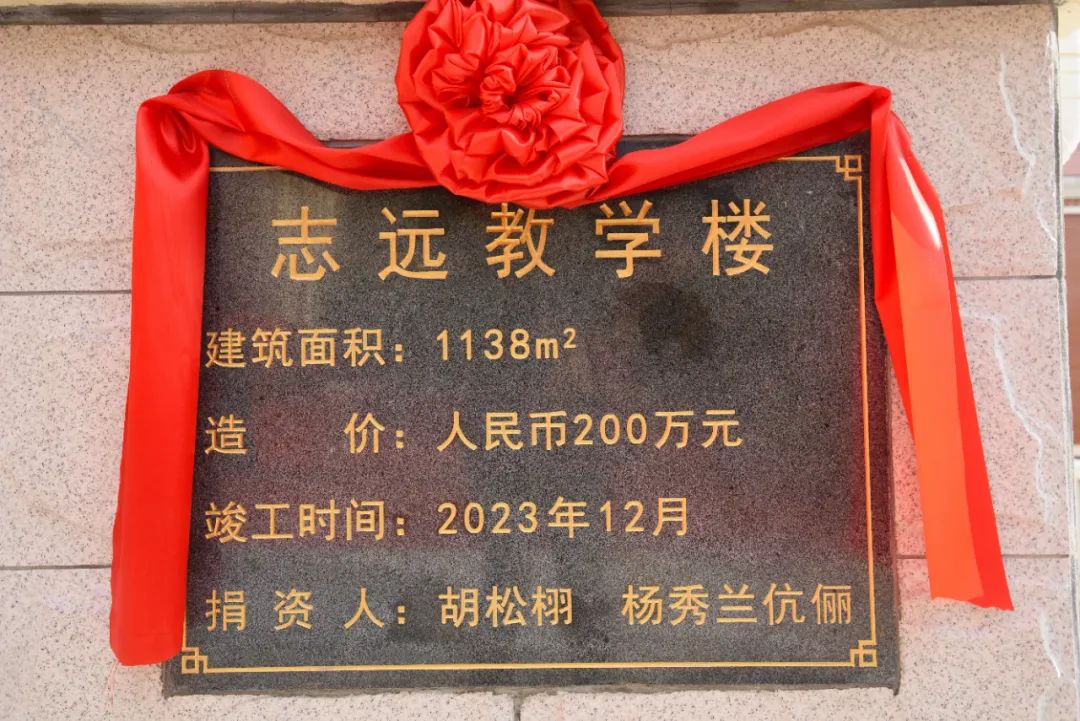 志远教学楼
建筑面积：1138m²
造价：人民币200万元
竣工时间：2023年12月
捐资人：胡松栩 杨秀兰伉俪